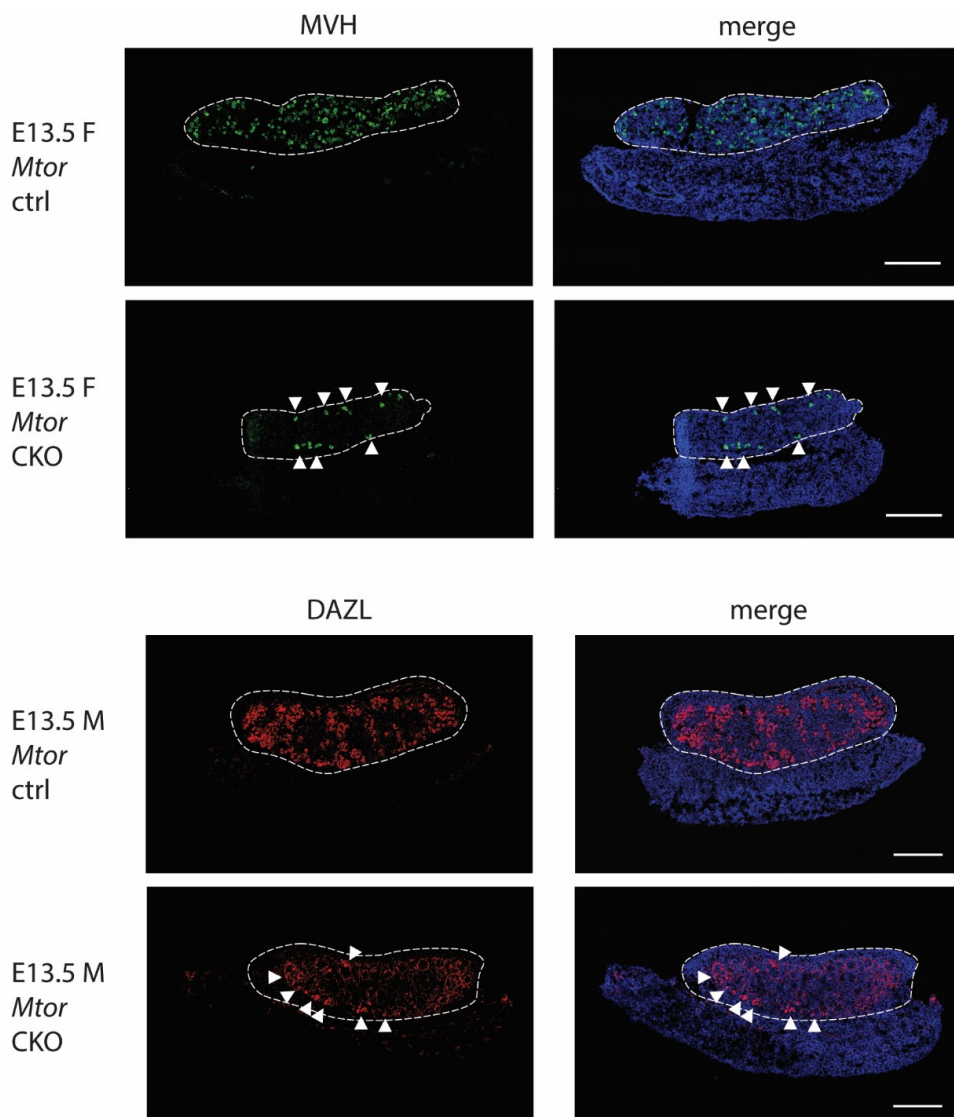 MVH merge
E13.5 F
Mtor
ctrl
E13.5 F
Mtor
CKO
DAZL merge
E13.5 M
Mtor
ctrl
E13.5 M
Mtor
CKO